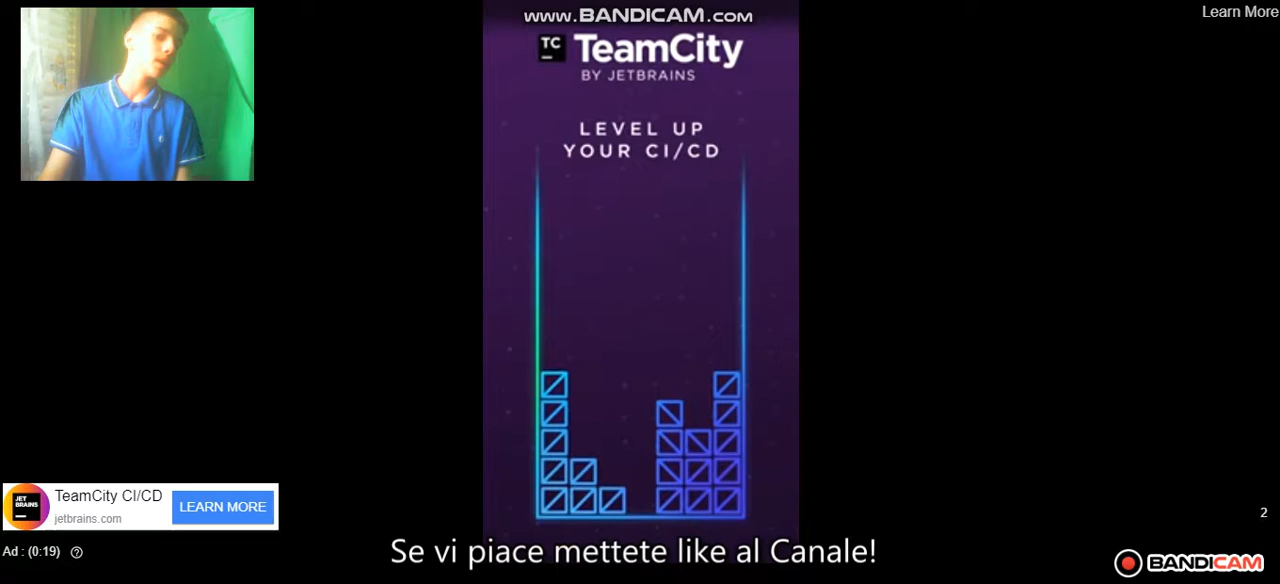 www.BANDICAM.com
Learn More
TC TeamCity
BY JETBRAINS
LEVEL UP
YOUR CI/CD
JET
BRAINS
TeamCity CI/CD
jetbrains.com
LEARN MORE
2
Ad : (0:19) ?
Se vi piace mettete like al Canale!
BANDICAM